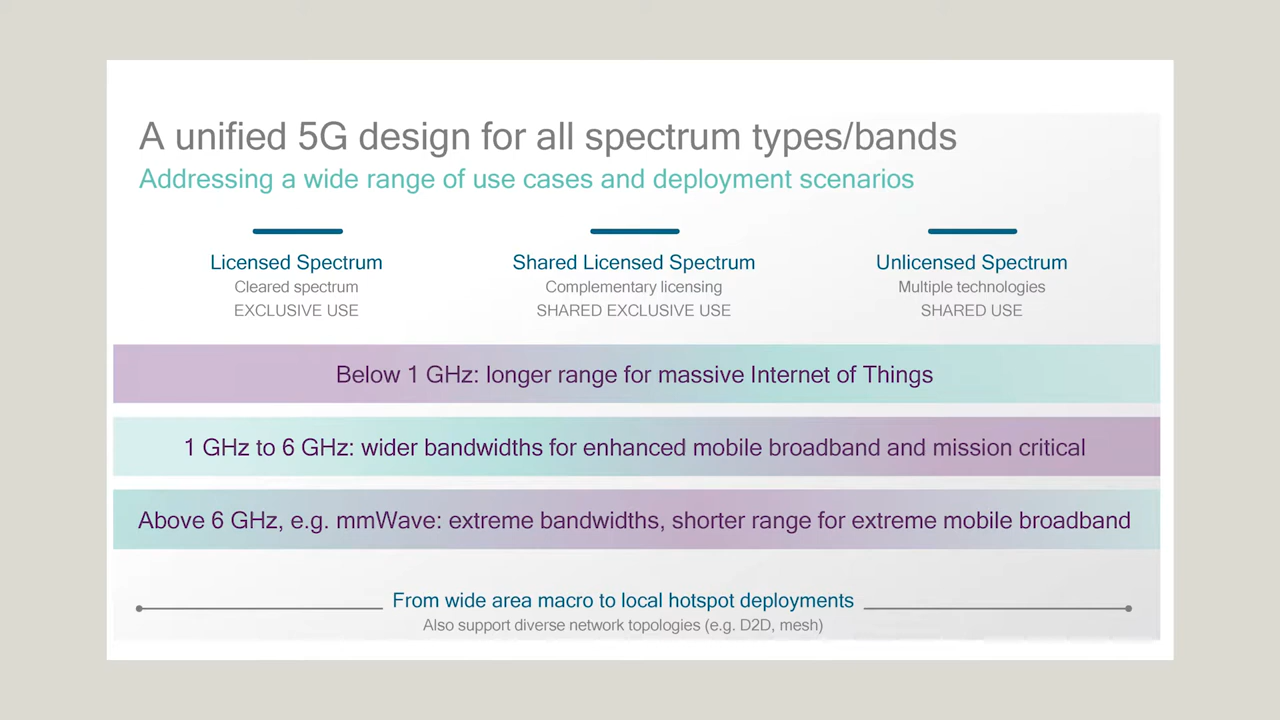 A unified 5G design for all spectrum types/bands
Addressing a wide range of use cases and deployment scenarios
Licensed Spectrum
Cleared spectrum
EXCLUSIVE USE
Shared Licensed Spectrum
Complementary licensing
SHARED EXCLUSIVE USE
Unlicensed Spectrum
Multiple technologies
SHARED USE
Below 1 GHz: longer range for massive Internet of Things
1 GHz to 6 GHz: wider bandwidths for enhanced mobile broadband and mission critical
Above 6 GHz, e.g. mmWave: extreme bandwidths, shorter range for extreme mobile broadband
From wide area macro to local hotspot deployments
Also support diverse network topologies (e.g. D2D, mesh)